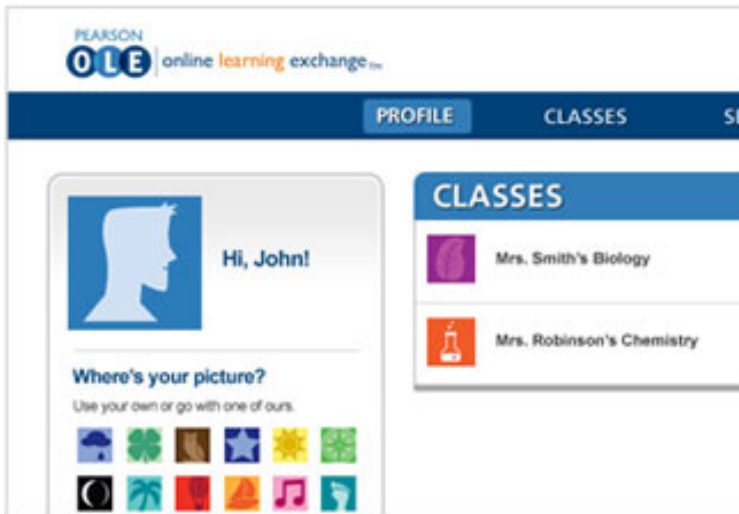 PEARSON
OLE online learning exchange™
PROFILE CLASSES
CLASSES
Hi, John!
Mrs. Smith's Biology
Mrs. Robinson's Chemistry
Where's your picture?
Use your own or go with one of ours.